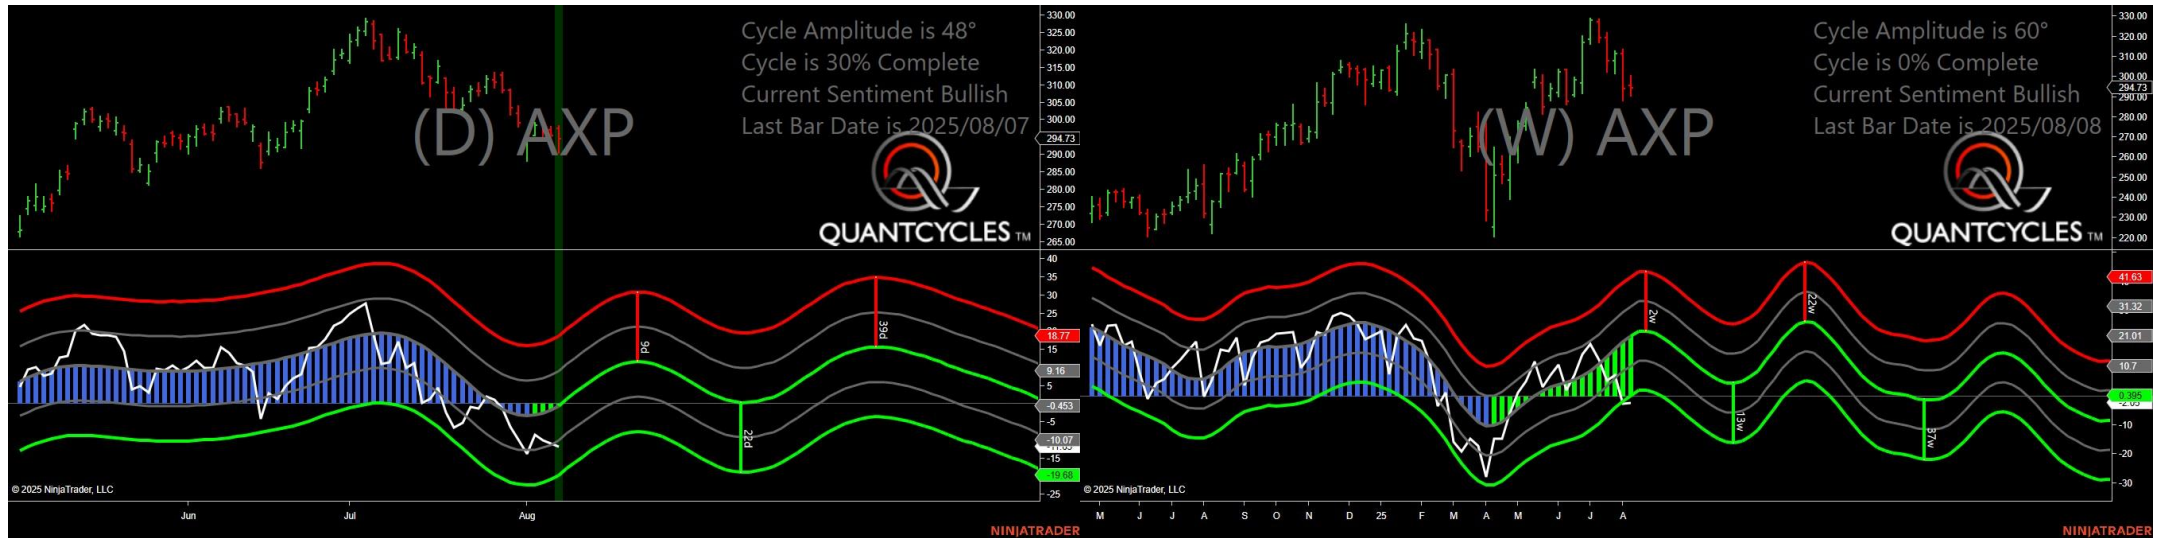 Cycle Amplitude is 48°
Cycle is 30% Complete
Current Sentiment Bullish
Last Bar Date is 2025/08/07
(D) AXP
QUANTCYCLES TM
330.00
325.00
320.00
315.00
310.00
305.00
300.00
294.73
290.00
285.00
280.00
275.00
270.00
265.00
40
35
30
25
18.77
15
9.16
5
-0.453
-5
-10.07
-15
-19.68
-25
9d
22d
39d
© 2025 NinjaTrader, LLC
Jun
Jul
Aug
NINJATRADER
Cycle Amplitude is 60°
Cycle is 0% Complete
Current Sentiment Bullish
Last Bar Date is 2025/08/08
(W) AXP
QUANTCYCLES TM
330.00
320.00
310.00
300.00
294.73
290.00
280.00
270.00
260.00
250.00
240.00
230.00
220.00
41.63
31.32
21.01
10.7
0.395
-10
-20
-30
2w
13w
22w
37w
© 2025 NinjaTrader, LLC
M
J
J
A
S
O
N
D
25
F
M
A
M
J
J
A
NINJATRADER